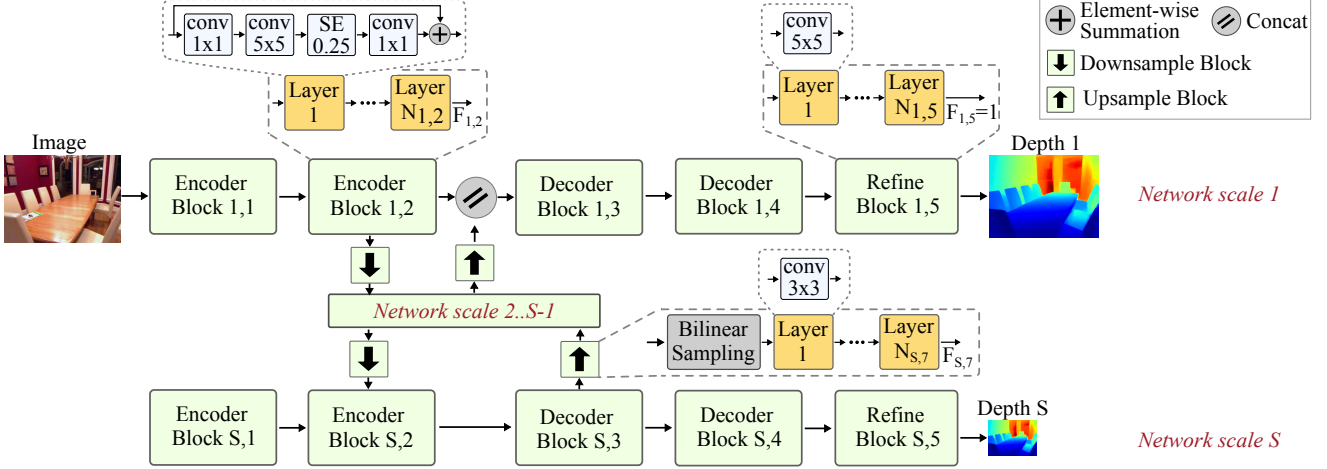 conv
1x1
conv
5x5
SE
0.25
conv
1x1
conv
5x5
Element-wise
Summation
Concat
Downsample Block
Upsample Block
Layer
1
Layer
N1,2
F1,2
Layer
1
Layer
N1,5
F1,5=1
Image
Depth 1
Encoder
Block 1,1
Encoder
Block 1,2
Decoder
Block 1,3
Decoder
Block 1,4
Refine
Block 1,5
Network scale 1
Network scale 2..S-1
conv
3x3
Bilinear
Sampling
Layer
1
Layer
NS,7
FS,7
Encoder
Block S,1
Encoder
Block S,2
Decoder
Block S,3
Decoder
Block S,4
Refine
Block S,5
Depth S
Network scale S